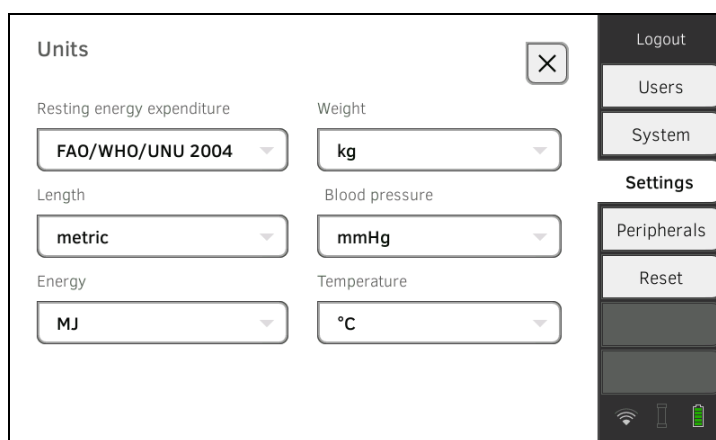 Units
Resting energy expenditure
FAO/WHO/UNU 2004
Weight
kg
Length
metric
Blood pressure
mmHg
Energy
MJ
Temperature
°C
Logout
Users
System
Settings
Peripherals
Reset